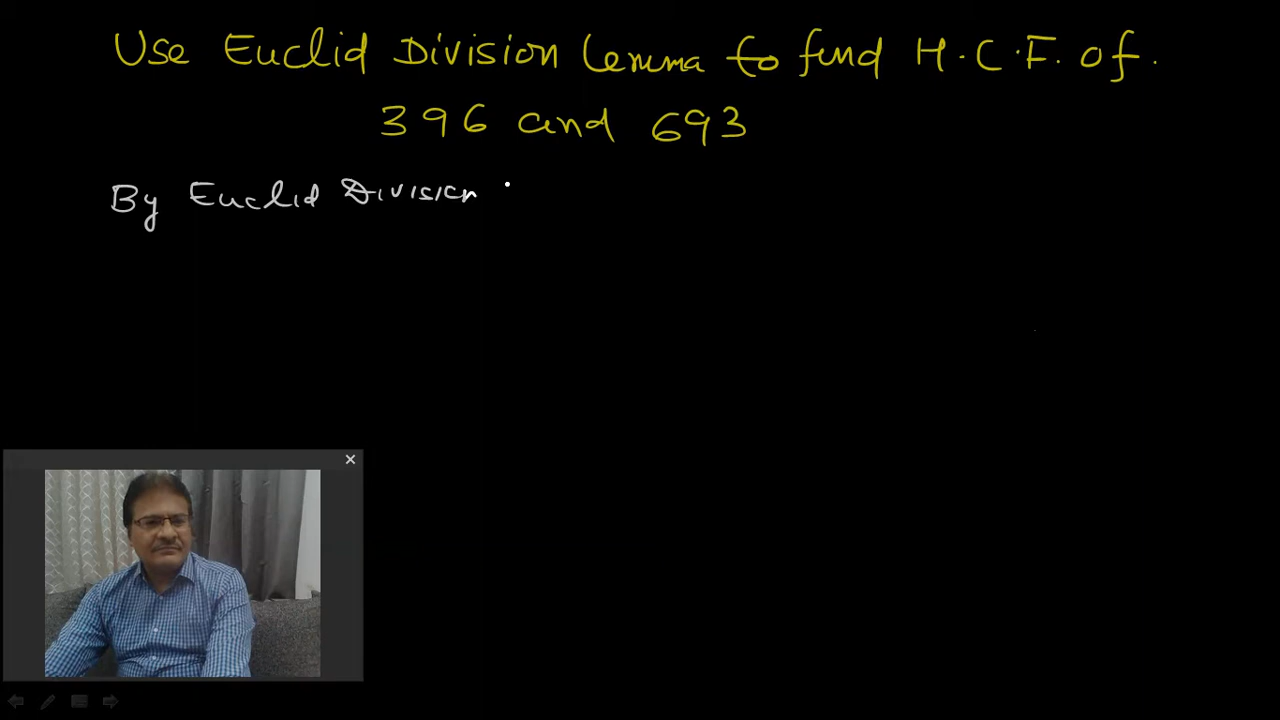 Use Euclid Division Lemma to find H.C.F. of.
396 and 693
By Euclid Division